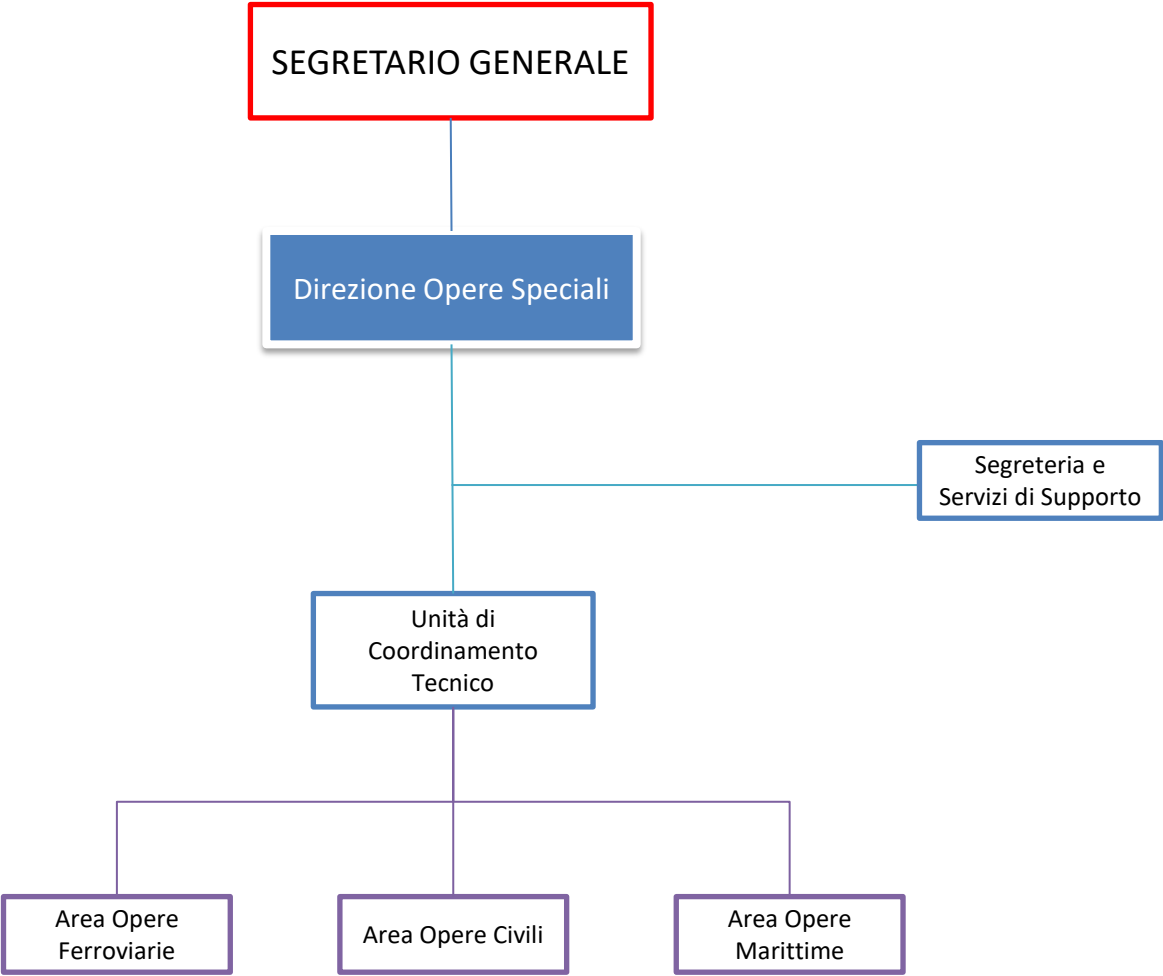 SEGRETARIO GENERALE
Direzione Opere Speciali
Segreteria e
Servizi di Supporto
Unità di
Coordinamento
Tecnico
Area Opere
Ferroviarie
Area Opere Civili
Area Opere
Marittime